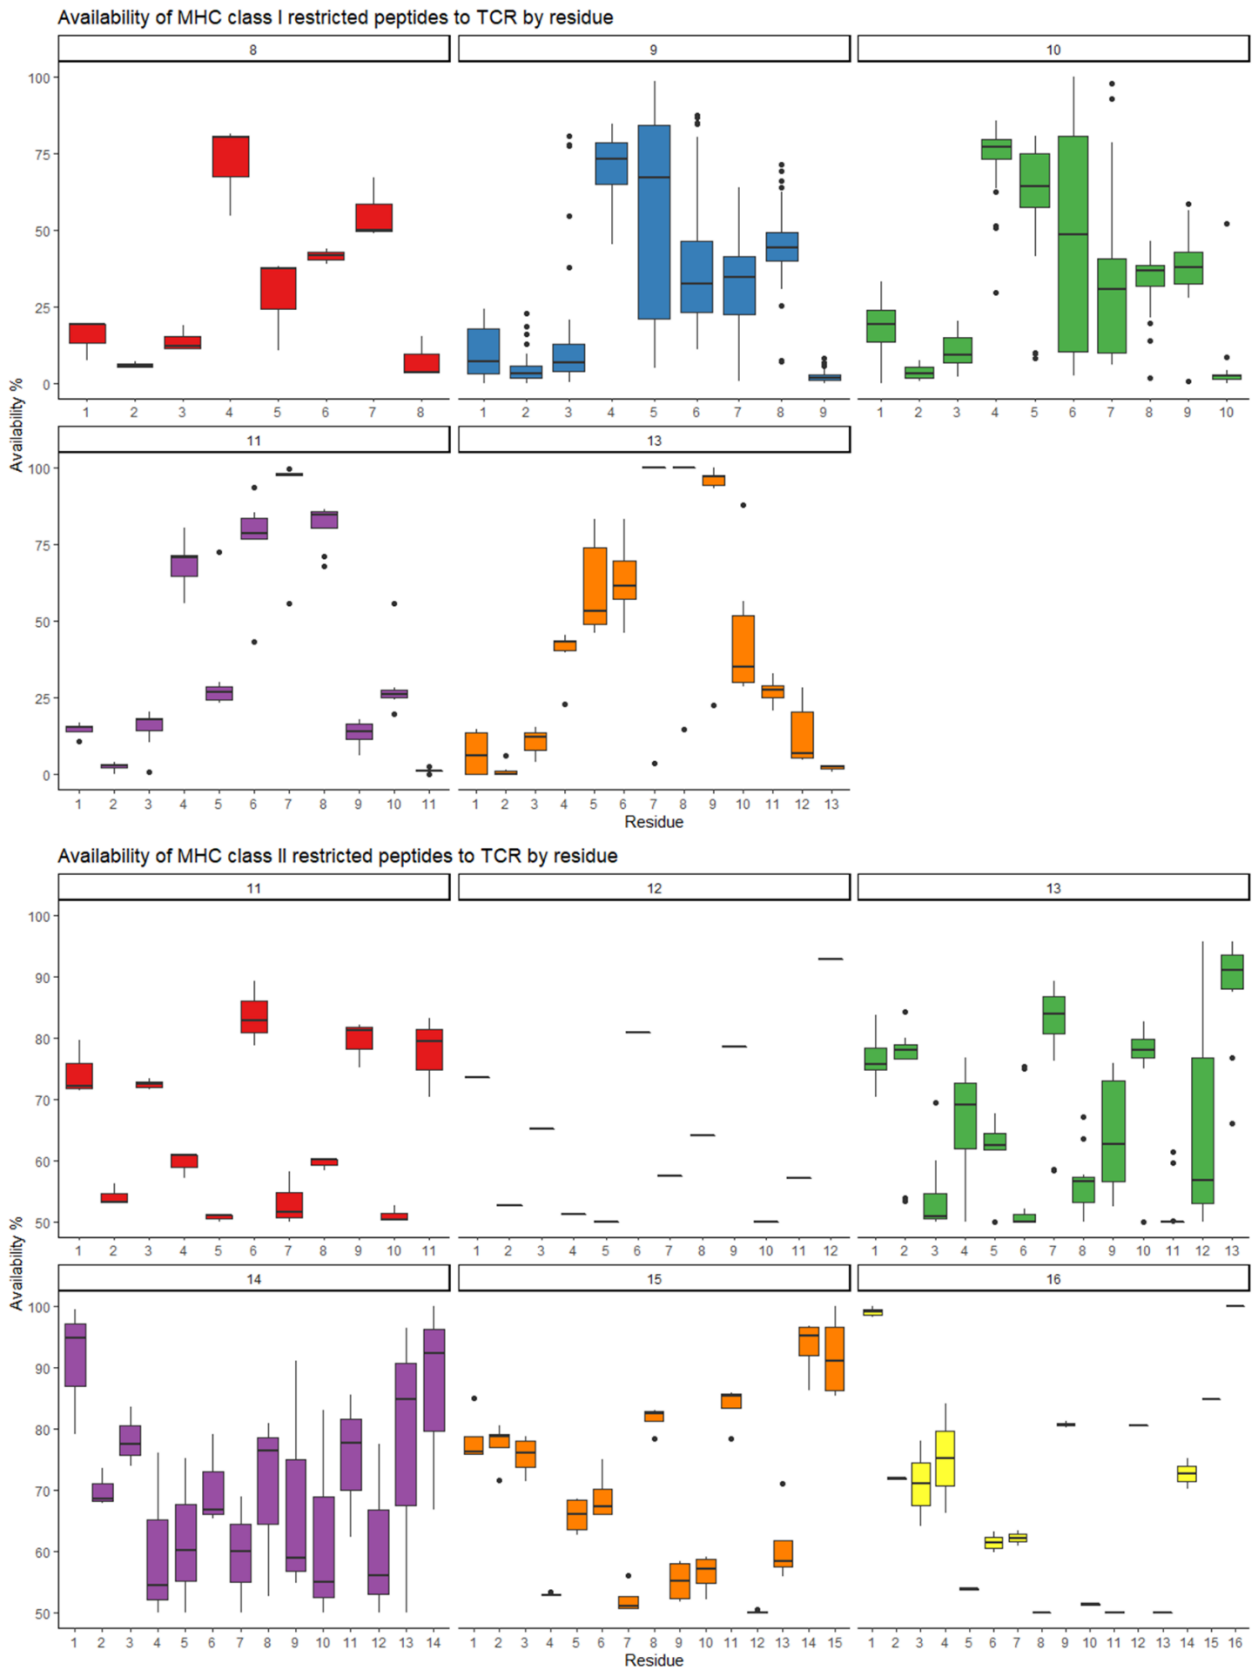 Availability of MHC class I restricted peptides to TCR by residue
8 9 10
100
75
50
25
0
1 2 3 4 5 6 7 8 1 2 3 4 5 6 7 8 9 1 2 3 4 5 6 7 8 9 10
Availability %
11 13
100
75
50
25
0
1 2 3 4 5 6 7 8 9 10 11 1 2 3 4 5 6 7 8 9 10 11 12 13
Residue
Availability of MHC class II restricted peptides to TCR by residue
11 12 13
100
90
80
70
60
50
1 2 3 4 5 6 7 8 9 10 11 1 2 3 4 5 6 7 8 9 10 11 12 1 2 3 4 5 6 7 8 9 10 11 12 13
Availability %
14 15 16
100
90
80
70
60
50
1 2 3 4 5 6 7 8 9 10 11 12 13 14 1 2 3 4 5 6 7 8 9 10 11 12 13 14 15 1 2 3 4 5 6 7 8 9 10 11 12 13 14 15 16
Residue